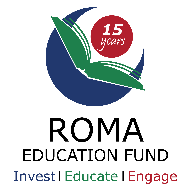 15
years
ROMA
EDUCATION FUND
Invest|Educate|Engage